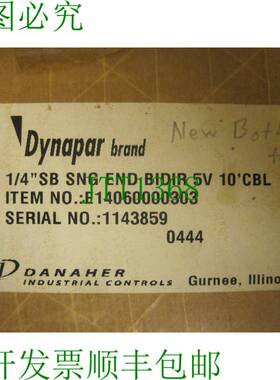 图必究
New Bott
Dynapar brand
1/4"SB SNG END BIDIR 5V 10'CBL
ITEM NO.:E14060000303
SERIAL NO.:1143859
0444
DANAHER
INDUSTRIAL CONTROLS
Gurnee, Illino
开发票顺丰包邮